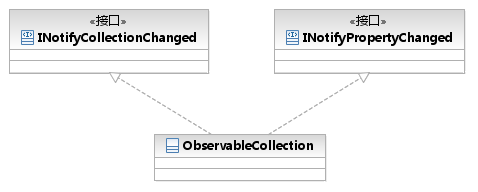 «接口»
INotifyCollectionChanged
«接口»
INotifyPropertyChanged
ObservableCollection